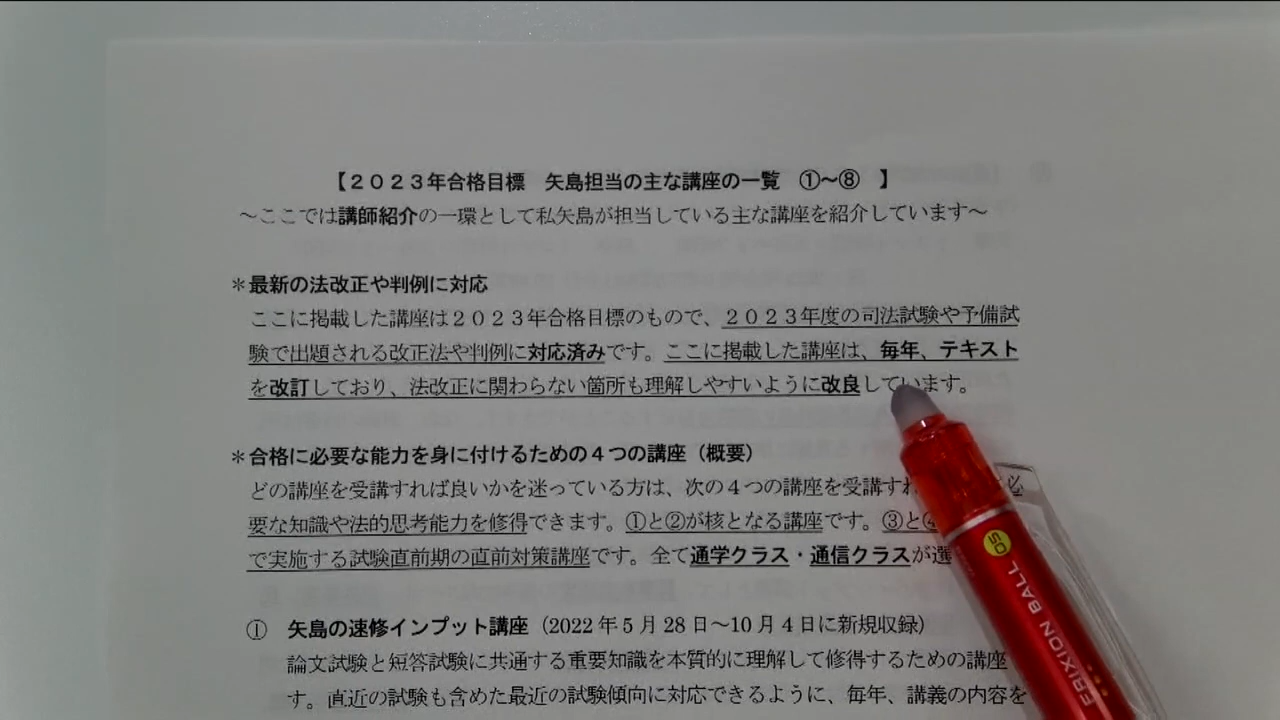 【２０２３年合格目標　矢島担当の主な講座の一覧　①～⑧　】
～ここでは講師紹介の一環として私矢島が担当している主な講座を紹介しています～
＊最新の法改正や判例に対応
ここに掲載した講座は２０２３年合格目標のもので、２０２３年度の司法試験や予備試
験で出題される改正法や判例に対応済みです。ここに掲載した講座は、毎年、テキスト
を改訂しており、法改正に関わらない箇所も理解しやすいように改良しています。
＊合格に必要な能力を身に付けるための４つの講座（概要）
どの講座を受講すれば良いかを迷っている方は、次の４つの講座を受講すれ 必
要な知識や法的思考能力を修得できます。①と②が核となる講座です。③と④
で実施する試験直前期の直前対策講座です。全て通学クラス・通信クラスが選
①　矢島の速修インプット講座（2022 年 5 月 28 日～10 月 4 日に新規収録）
論文試験と短答試験に共通する重要知識を本質的に理解して修得するための講座
す。直近の試験も含めた最近の試験傾向に対応できるように、毎年、講義の内容を
FRIXION BALL
05